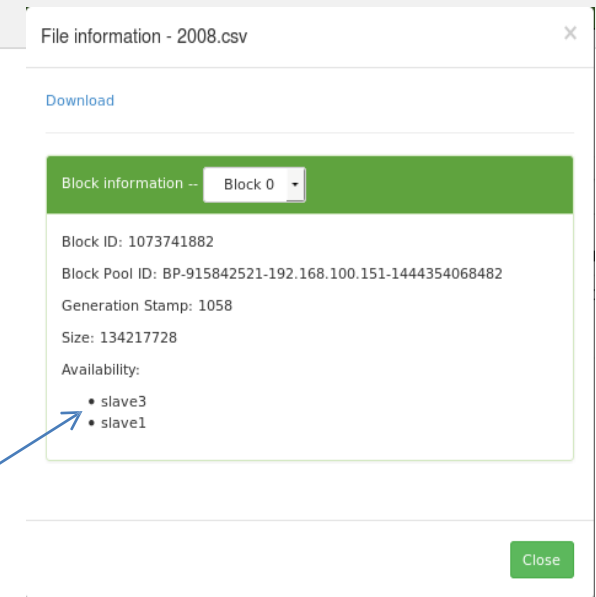 File information - 2008.csv ×
Download
Block information -- Block 0
Block ID: 1073741882
Block Pool ID: BP-915842521-192.168.100.151-1444354068482
Generation Stamp: 1058
Size: 134217728
Availability:
• slave3
• slave1
Close